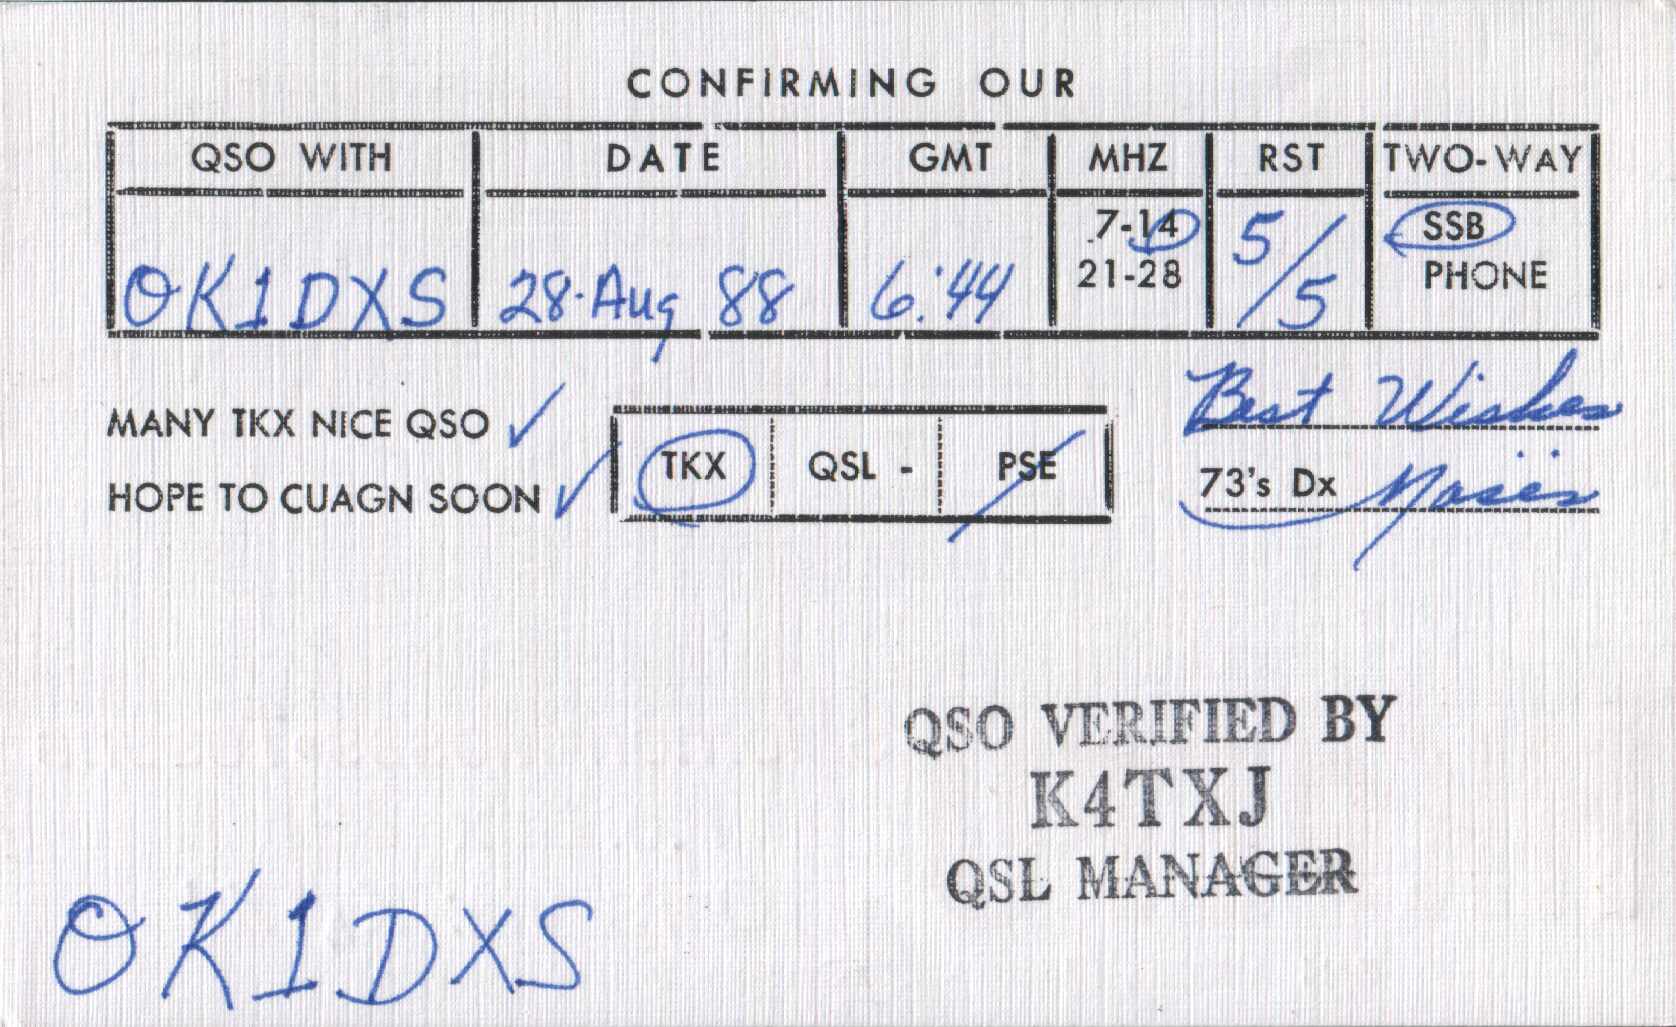 CONFIRMING OUR
QSO WITH DATE GMT MHZ RST TWO-WAY
7-14 SSB
21-28 PHONE
OK1DXS 28-Aug 88 6:44 5/5
MANY TKX NICE QSO ✓ Best Wishes
HOPE TO CUAGN SOON ✓ TKX QSL - PSE 73's Dx
QSO VERIFIED BY
K4TXJ
QSL MANAGER
OK1DXS